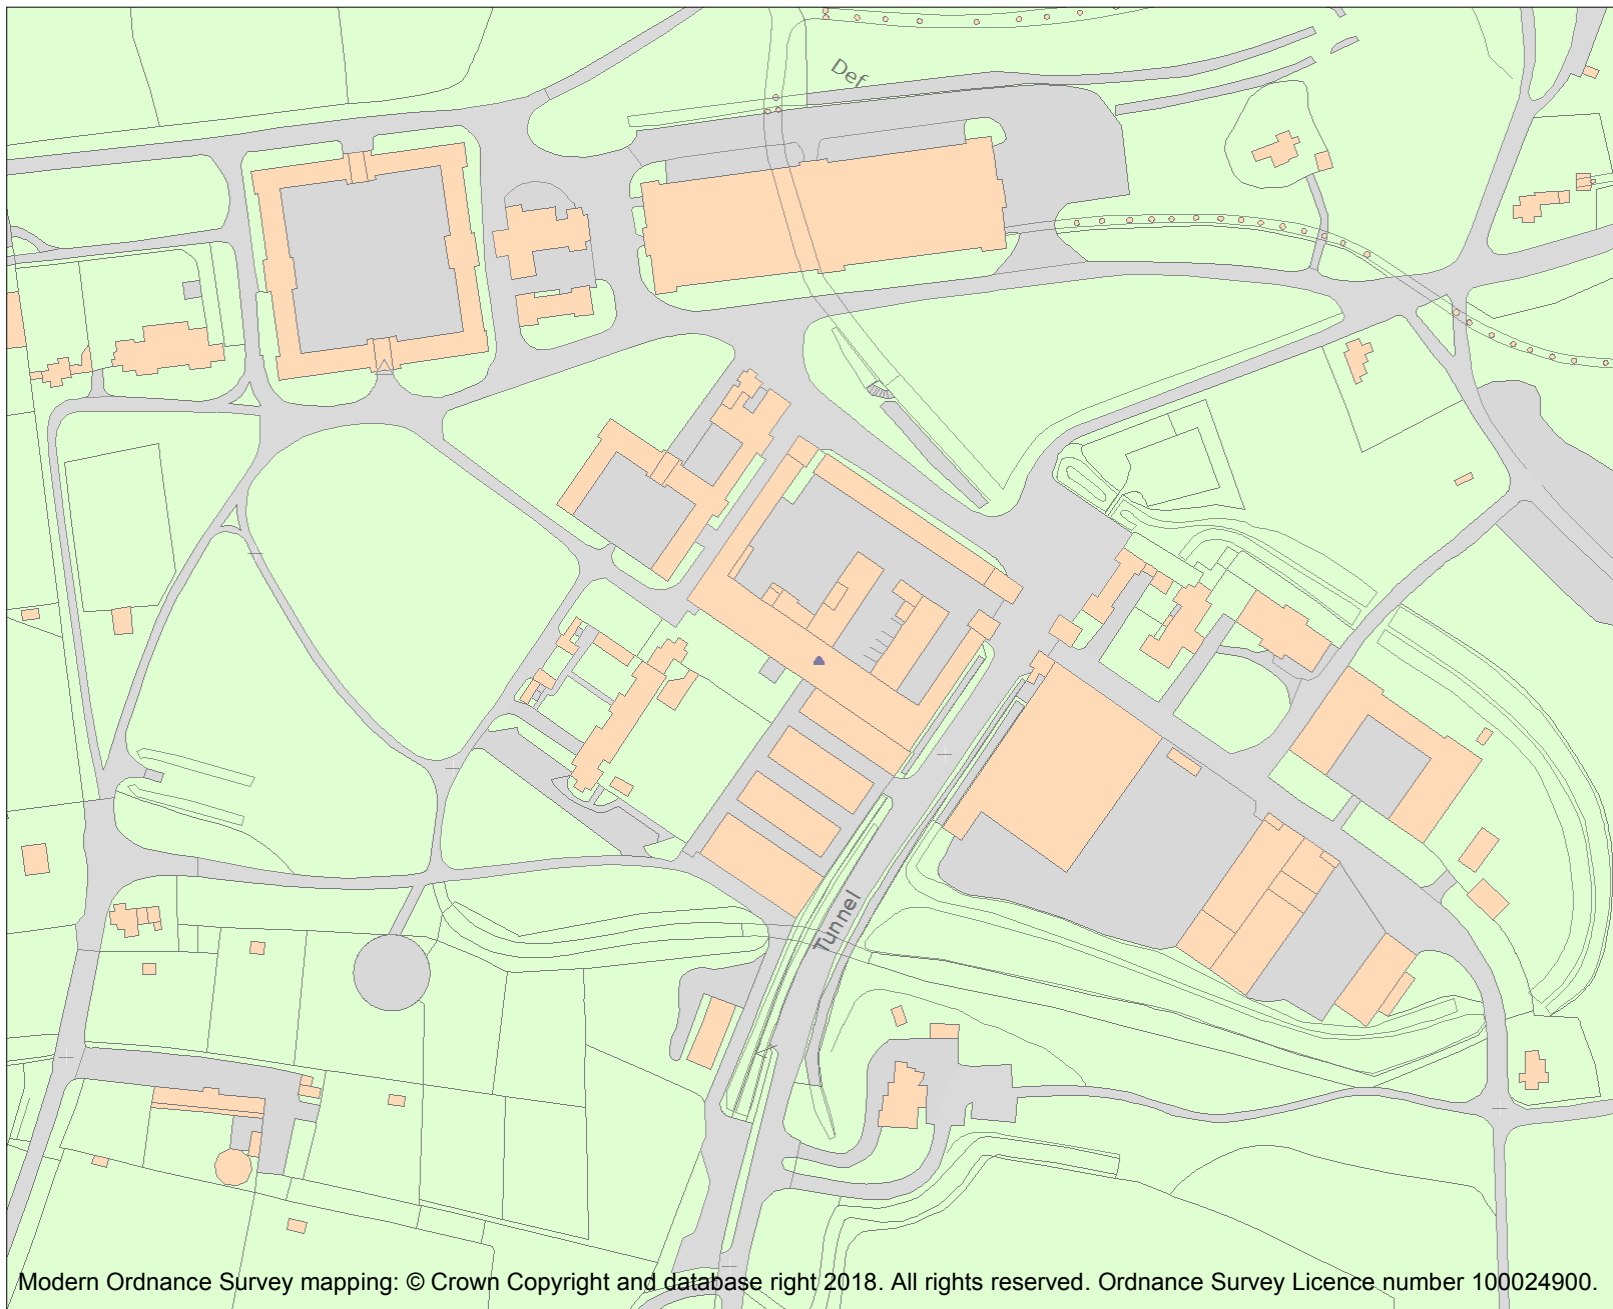 Def
Tunnel
Modern Ordnance Survey mapping: © Crown Copyright and database right 2018. All rights reserved. Ordnance Survey Licence number 100024900.